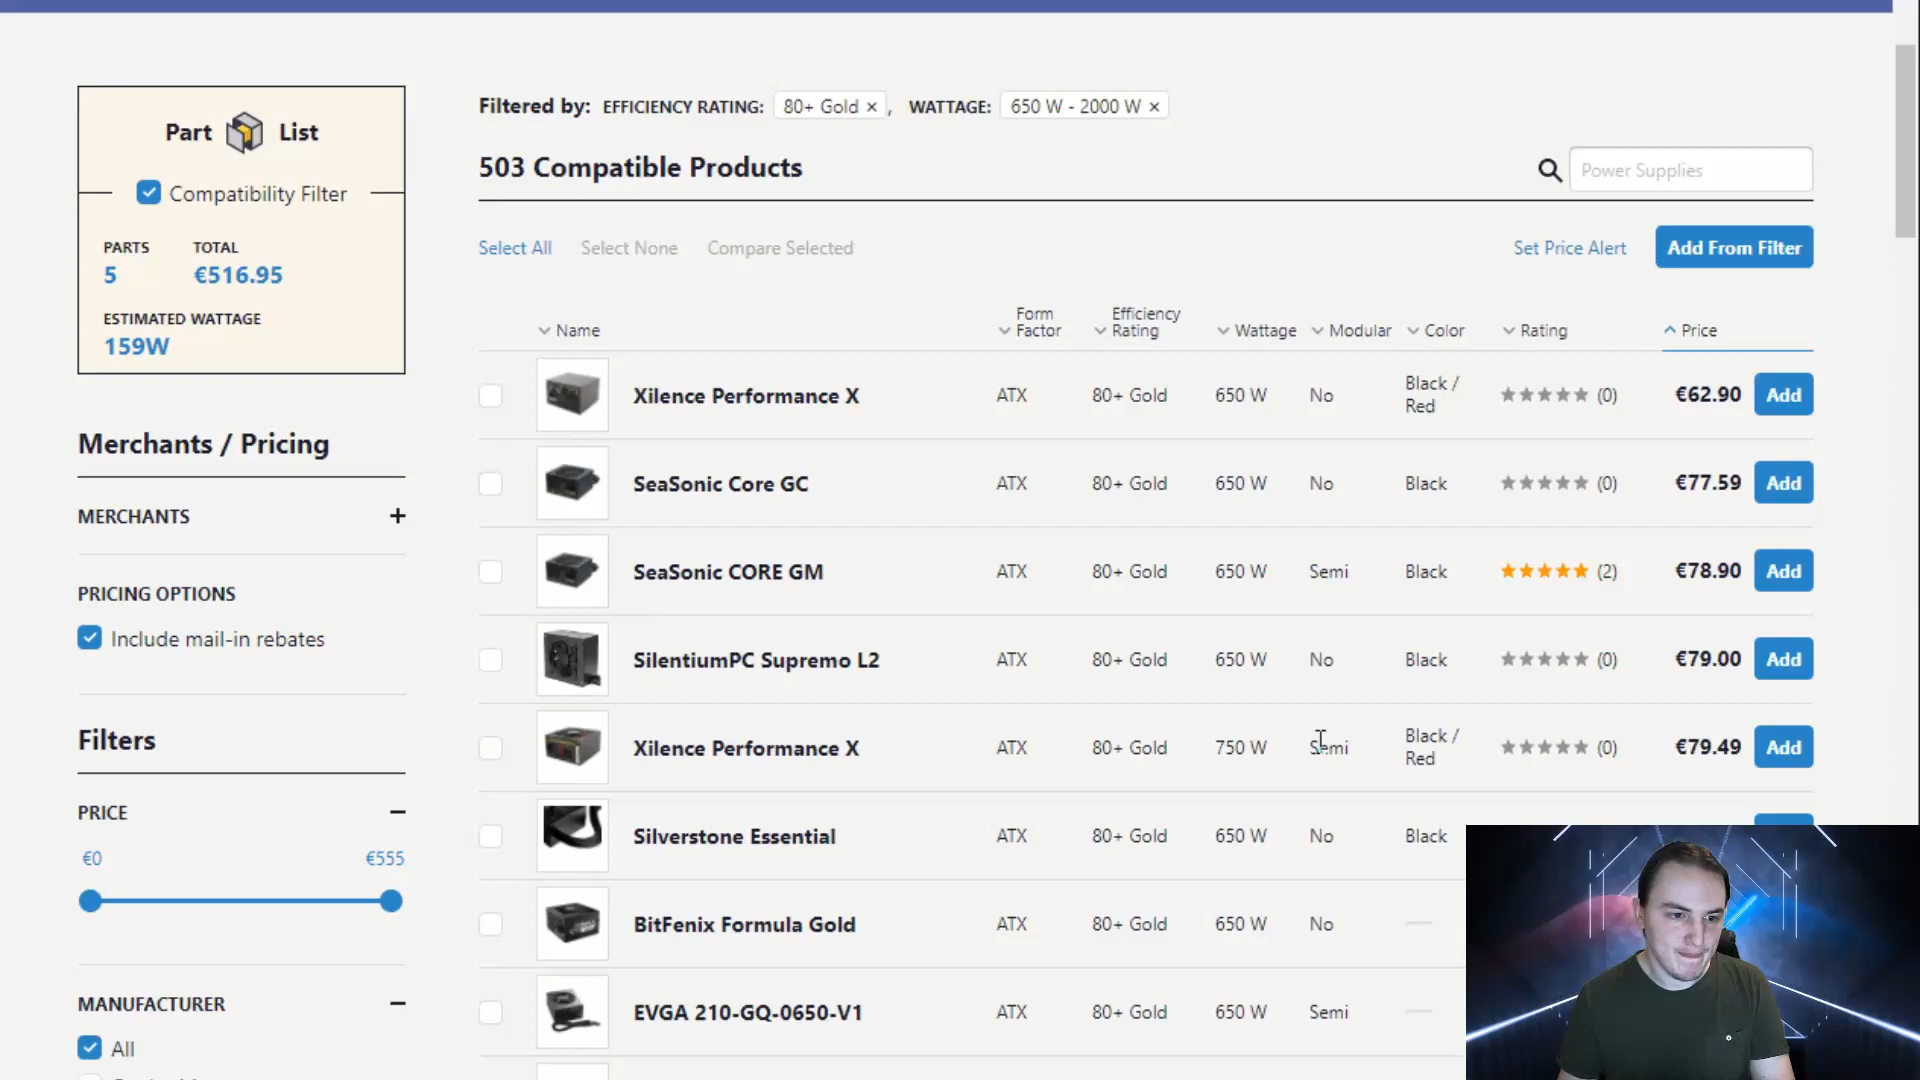 Part List
Compatibility Filter
PARTS TOTAL
5 €516.95
ESTIMATED WATTAGE
159W
Merchants / Pricing
MERCHANTS +
PRICING OPTIONS
Include mail-in rebates
Filters
PRICE
€0 €555
MANUFACTURER
All
Filtered by: EFFICIENCY RATING: 80+ Gold ×, WATTAGE: 650 W - 2000 W ×
503 Compatible Products
Power Supplies
Select All Select None Compare Selected Set Price Alert Add From Filter
Name Form Factor Efficiency Rating Wattage Modular Color Rating Price
Xilence Performance X ATX 80+ Gold 650 W No Black / Red (0) €62.90 Add
SeaSonic Core GC ATX 80+ Gold 650 W No Black (0) €77.59 Add
SeaSonic CORE GM ATX 80+ Gold 650 W Semi Black (2) €78.90 Add
SilentiumPC Supremo L2 ATX 80+ Gold 650 W No Black (0) €79.00 Add
Xilence Performance X ATX 80+ Gold 750 W Semi Black / Red (0) €79.49 Add
Silverstone Essential ATX 80+ Gold 650 W No Black
BitFenix Formula Gold ATX 80+ Gold 650 W No
EVGA 210-GQ-0650-V1 ATX 80+ Gold 650 W Semi